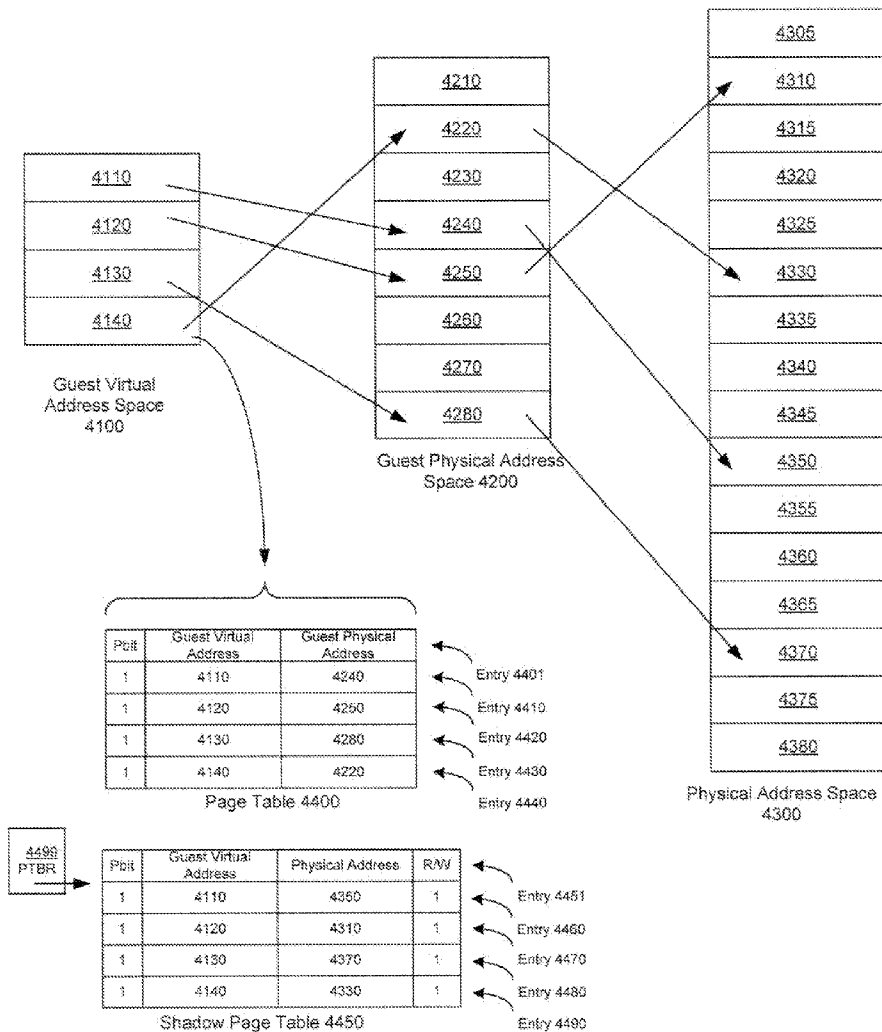 4110
4120
4130
4140
Guest Virtual
Address Space
4100
4210
4220
4230
4240
4250
4260
4270
4280
Guest Physical Address
Space 4200
4305
4310
4315
4320
4325
4330
4335
4340
4345
4350
4355
4360
4365
4370
4375
4380
Physical Address Space
4300
Pbit Guest Virtual Address Guest Physical Address
1 4110 4240
1 4120 4250
1 4130 4280
1 4140 4220
Entry 4401
Entry 4410
Entry 4420
Entry 4430
Entry 4440
Page Table 4400
4499
PTBR
Pbit Guest Virtual Address Physical Address R/W
1 4110 4350 1
1 4120 4310 1
1 4130 4370 1
1 4140 4330 1
Entry 4451
Entry 4460
Entry 4470
Entry 4480
Entry 4490
Shadow Page Table 4450